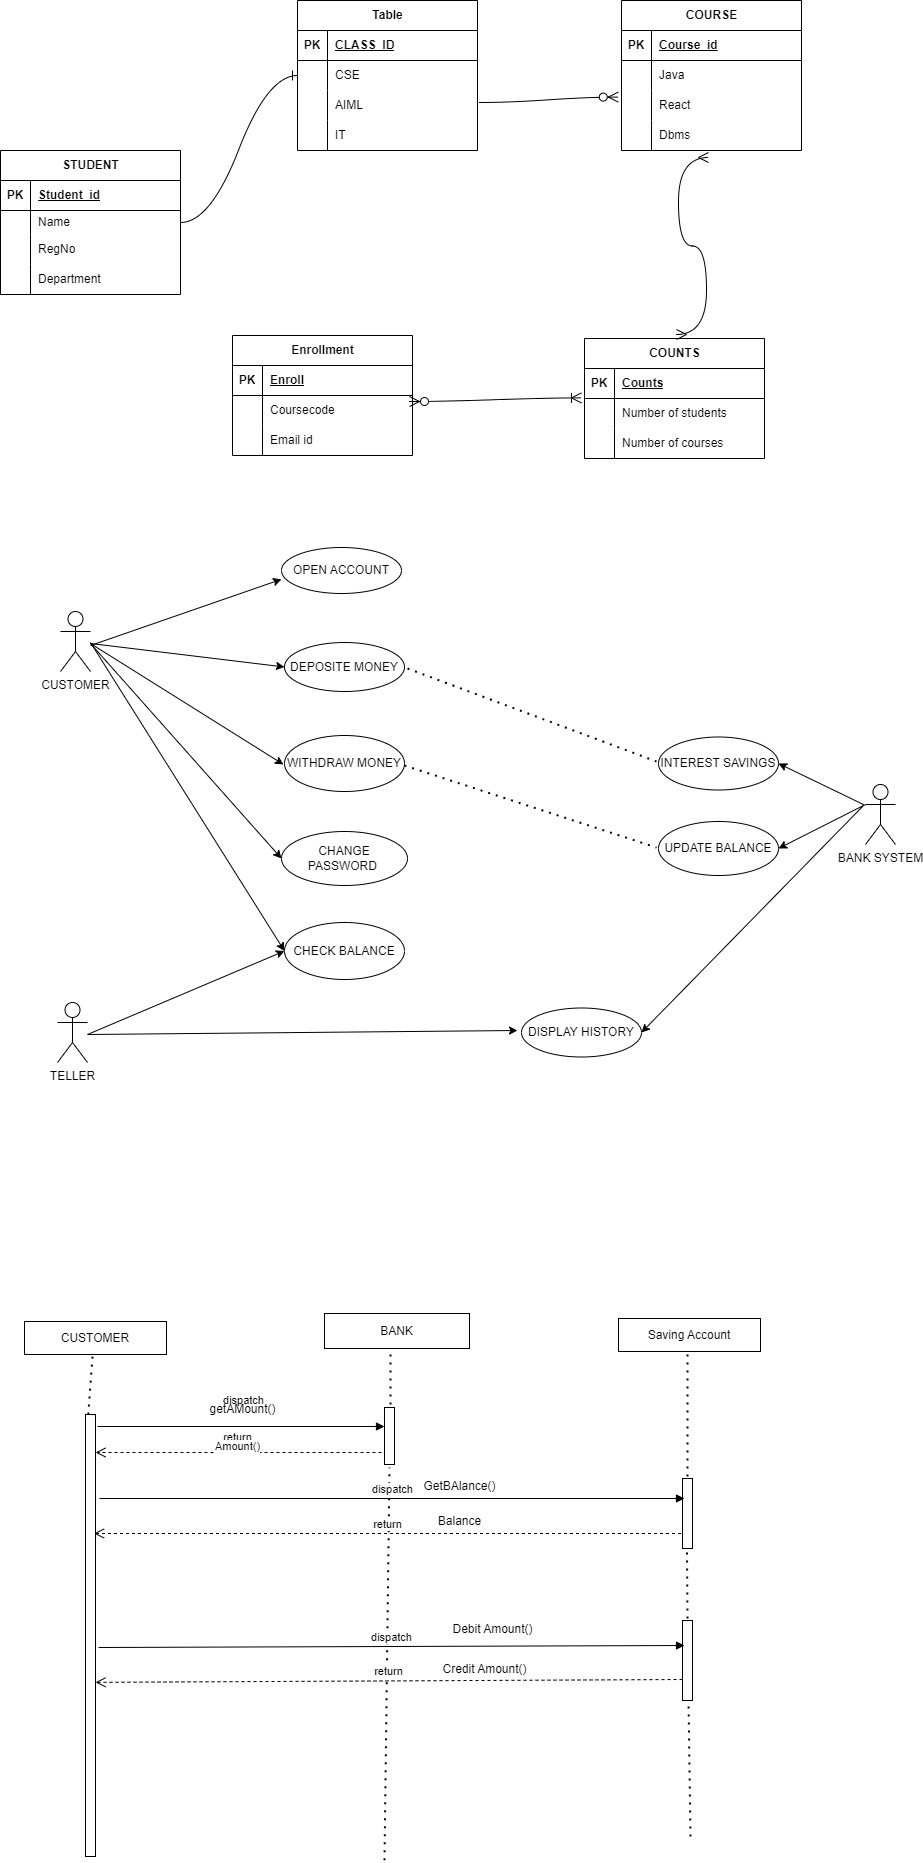 Table
PK CLASS_ID
CSE
AIML
IT
COURSE
PK Course_id
Java
React
Dbms
STUDENT
PK Student_id
Name
RegNo
Department
Enrollment
PK Enroll
Coursecode
Email id
COUNTS
PK Counts
Number of students
Number of courses
OPEN ACCOUNT
CUSTOMER
DEPOSITE MONEY
WITHDRAW MONEY
INTEREST SAVINGS
UPDATE BALANCE
BANK SYSTEM
CHANGE
PASSWORD
CHECK BALANCE
DISPLAY HISTORY
TELLER
CUSTOMER
BANK
Saving Account
dispatch
getAMount()
return
Amount()
dispatch GetBAlance()
return Balance
Debit Amount()
dispatch
return Credit Amount()